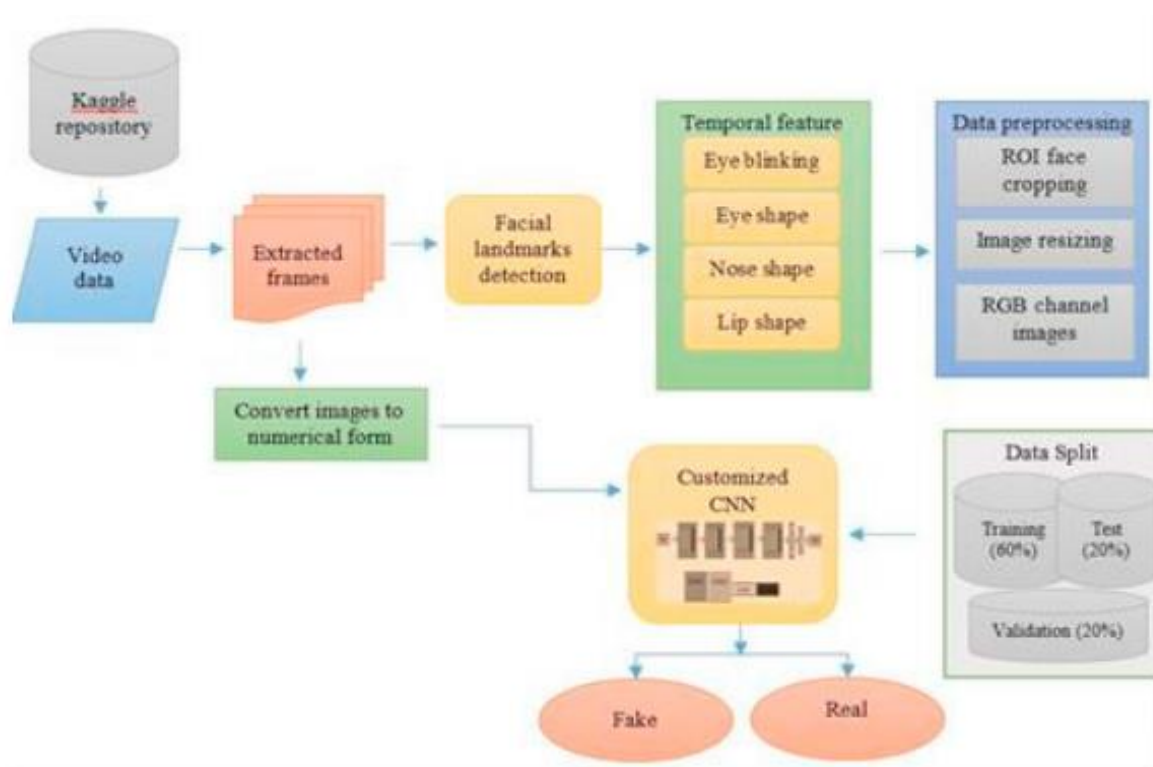 Kaggle
repository
Video
data
Extracted
frames
Facial
landmarks
detection
Temporal feature
Eye blinking
Eye shape
Nose shape
Lip shape
Data preprocessing
ROI face
cropping
Image resizing
RGB channel
images
Convert images to
numerical form
Customized
CNN
Data Split
Training
(60%)
Test
(20%)
Validation (20%)
Fake
Real